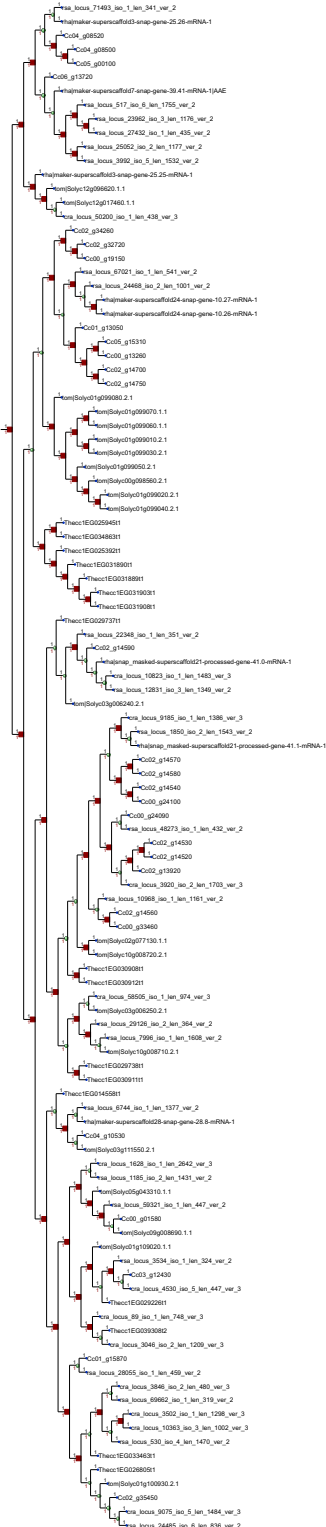 rsa_locus_71493_iso_1_len_341_ver_2
rha|maker-superscaffold3-snap-gene-25.26-mRNA-1
Cc04_g08520
Cc04_g08500
Cc05_g00100
Cc06_g13720
rha|maker-superscaffold7-snap-gene-39.41-mRNA-1|AAE
rsa_locus_517_iso_6_len_1755_ver_2
rsa_locus_23962_iso_3_len_1176_ver_2
rsa_locus_27432_iso_1_len_435_ver_2
rsa_locus_25052_iso_2_len_1177_ver_2
rsa_locus_3992_iso_5_len_1532_ver_2
rha|maker-superscaffold3-snap-gene-25.25-mRNA-1
tom|Solyc12g096620.1.1
tom|Solyc12g017460.1.1
cra_locus_50200_iso_1_len_438_ver_3
Cc02_g34260
Cc02_g32720
Cc00_g19150
rsa_locus_67021_iso_1_len_541_ver_2
rsa_locus_24468_iso_2_len_1001_ver_2
rha|maker-superscaffold24-snap-gene-10.27-mRNA-1
rha|maker-superscaffold24-snap-gene-10.26-mRNA-1
Cc01_g13050
Cc05_g15310
Cc00_g13260
Cc02_g14700
Cc02_g14750
tom|Solyc01g099080.2.1
tom|Solyc01g099070.1.1
tom|Solyc01g099060.1.1
tom|Solyc01g099010.2.1
tom|Solyc01g099030.2.1
tom|Solyc01g099050.2.1
tom|Solyc00g098560.2.1
tom|Solyc01g099020.2.1
tom|Solyc01g099040.2.1
Thecc1EG025945t1
Thecc1EG034863t1
Thecc1EG025392t1
Thecc1EG031890t1
Thecc1EG031889t1
Thecc1EG031903t1
Thecc1EG031908t1
Thecc1EG029737t1
rsa_locus_22348_iso_1_len_351_ver_2
Cc02_g14590
rha|snap_masked-superscaffold21-processed-gene-41.0-mRNA-1
cra_locus_10823_iso_1_len_1483_ver_3
rsa_locus_12831_iso_3_len_1349_ver_2
tom|Solyc03g006240.2.1
cra_locus_9185_iso_1_len_1386_ver_3
rsa_locus_1850_iso_2_len_1543_ver_2
rha|snap_masked-superscaffold21-processed-gene-41.1-mRNA-1
Cc02_g14570
Cc02_g14580
Cc02_g14540
Cc00_g24100
Cc00_g24090
rsa_locus_48273_iso_1_len_432_ver_2
Cc02_g14530
Cc02_g14520
Cc02_g13920
cra_locus_3920_iso_2_len_1703_ver_3
rsa_locus_10968_iso_1_len_1161_ver_2
Cc02_g14560
Cc00_g33460
tom|Solyc02g077130.1.1
tom|Solyc10g008720.2.1
Thecc1EG030908t1
Thecc1EG030912t1
cra_locus_58505_iso_1_len_974_ver_3
tom|Solyc03g006250.2.1
rsa_locus_29126_iso_2_len_364_ver_2
rsa_locus_7996_iso_1_len_1608_ver_2
tom|Solyc10g008710.2.1
Thecc1EG029738t1
Thecc1EG030911t1
Thecc1EG014558t1
rsa_locus_6744_iso_1_len_1377_ver_2
rha|maker-superscaffold28-snap-gene-28.8-mRNA-1
Cc04_g10530
tom|Solyc03g111550.2.1
cra_locus_1628_iso_1_len_2642_ver_3
rsa_locus_1185_iso_2_len_1431_ver_2
tom|Solyc05g043310.1.1
rsa_locus_59321_iso_1_len_447_ver_2
Cc00_g01580
tom|Solyc09g008690.1.1
tom|Solyc01g109020.1.1
rsa_locus_3534_iso_1_len_324_ver_2
Cc03_g12430
cra_locus_4530_iso_5_len_447_ver_3
Thecc1EG029226t1
cra_locus_89_iso_1_len_748_ver_3
Thecc1EG039308t2
cra_locus_3046_iso_2_len_1209_ver_3
Cc01_g15870
rsa_locus_28055_iso_1_len_459_ver_2
cra_locus_3846_iso_2_len_480_ver_3
rsa_locus_69662_iso_1_len_319_ver_2
cra_locus_3502_iso_1_len_1298_ver_3
cra_locus_10363_iso_3_len_1002_ver_3
rsa_locus_530_iso_4_len_1470_ver_2
Thecc1EG033463t1
Thecc1EG026805t1
tom|Solyc01g100930.2.1
Cc02_g35450
cra_locus_9075_iso_5_len_1484_ver_3
rsa_locus_24485_iso_6_len_836_ver_2